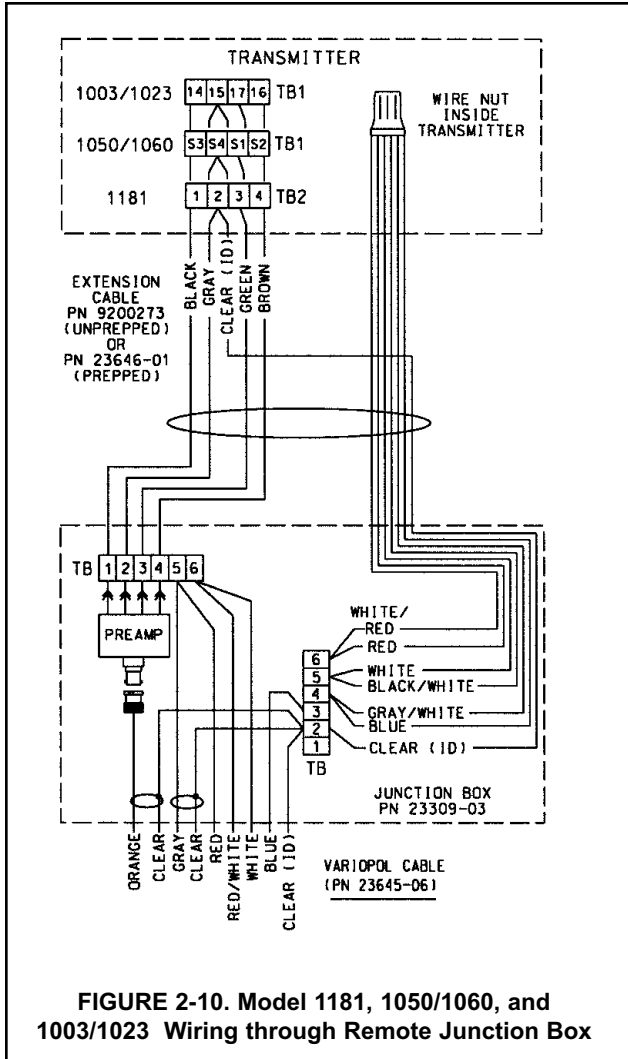 TRANSMITTER
1003/1023 14 15 17 16 TB1
1050/1060 S3 S4 S1 S2 TB1
1181 1 2 3 4 TB2
WIRE NUT
INSIDE
TRANSMITTER
EXTENSION
CABLE
PN 9200273
(UNPREPPED)
OR
PN 23646-01
(PREPPED)
BLACK
GRAY
CLEAR (ID)
GREEN
BROWN
TB 1 2 3 4 5 6
PREAMP
WHITE/
RED
RED
WHITE
BLACK/WHITE
GRAY/WHITE
BLUE
CLEAR (ID)
6
5
4
3
2
1
TB
JUNCTION BOX
PN 23309-03
ORANGE
CLEAR
GRAY
CLEAR
RED
RED/WHITE
WHITE
BLUE
CLEAR (ID)
VARIOPOL CABLE
(PN 23645-06)
FIGURE 2-10. Model 1181, 1050/1060, and
1003/1023 Wiring through Remote Junction Box